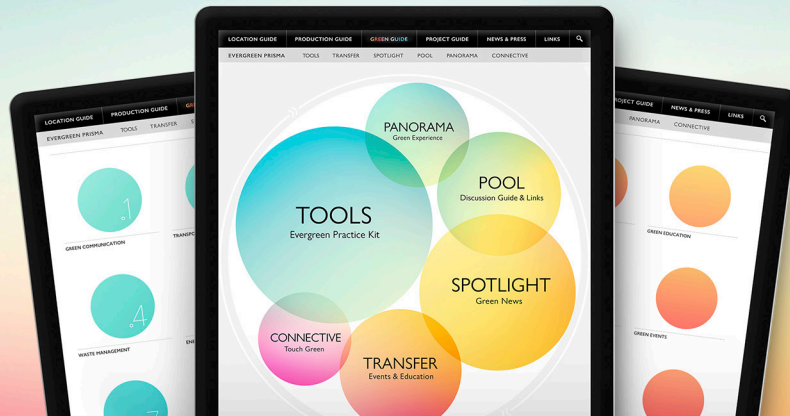 LOCATION GUIDE PRODUCTION GUIDE GREEN GUIDE PROJECT GUIDE NEWS & PRESS LINKS
EVERGREEN PRISMA TOOLS TRANSFER SPOTLIGHT POOL PANORAMA CONNECTIVE
PANORAMA
Green Experience
POOL
Discussion Guide & Links
TOOLS
Evergreen Practice Kit
SPOTLIGHT
Green News
CONNECTIVE
Touch Green
TRANSFER
Events & Education
LOCATION GUIDE PRODUCTION GUIDE
EVERGREEN PRISMA TOOLS TRANSFER
.1
GREEN COMMUNICATION
.4
WASTE MANAGEMENT
PROJECT GUIDE NEWS & PRESS LINKS
PANORAMA CONNECTIVE
GREEN EDUCATION
GREEN EVENTS